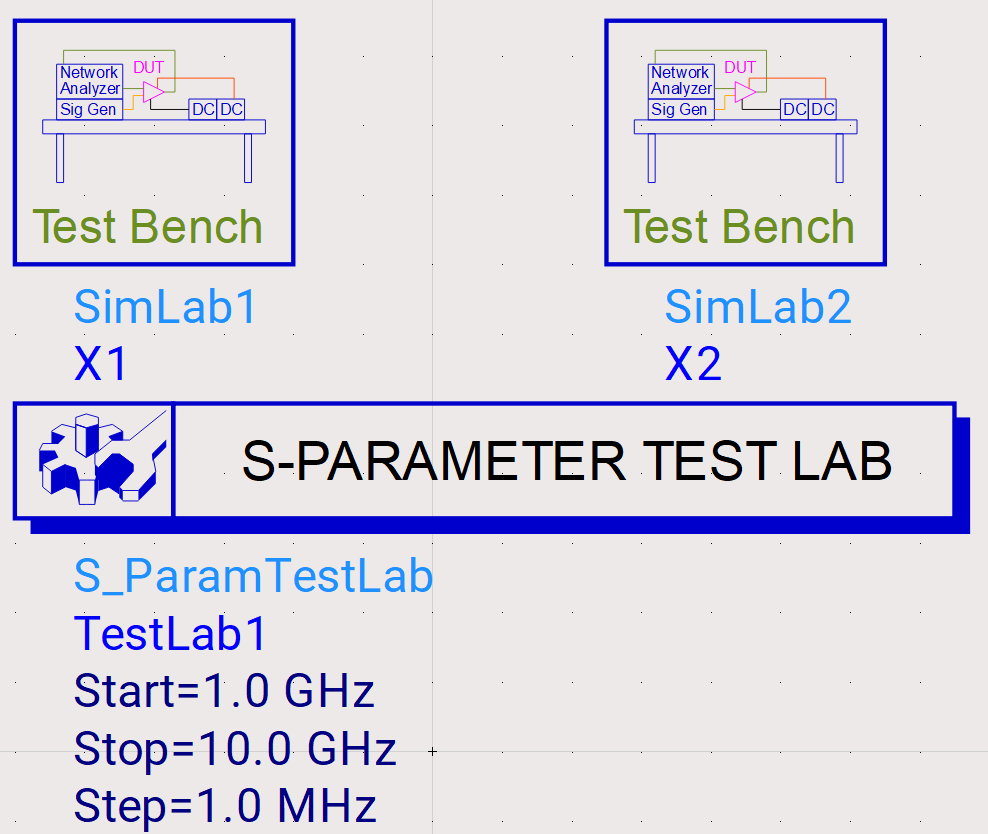 Network
Analyzer
DUT
Sig Gen
DC
DC
Test Bench
SimLab1
X1
Network
Analyzer
DUT
Sig Gen
DC
DC
Test Bench
SimLab2
X2
S-PARAMETER TEST LAB
S_ParamTestLab
TestLab1
Start=1.0 GHz
Stop=10.0 GHz
Step=1.0 MHz